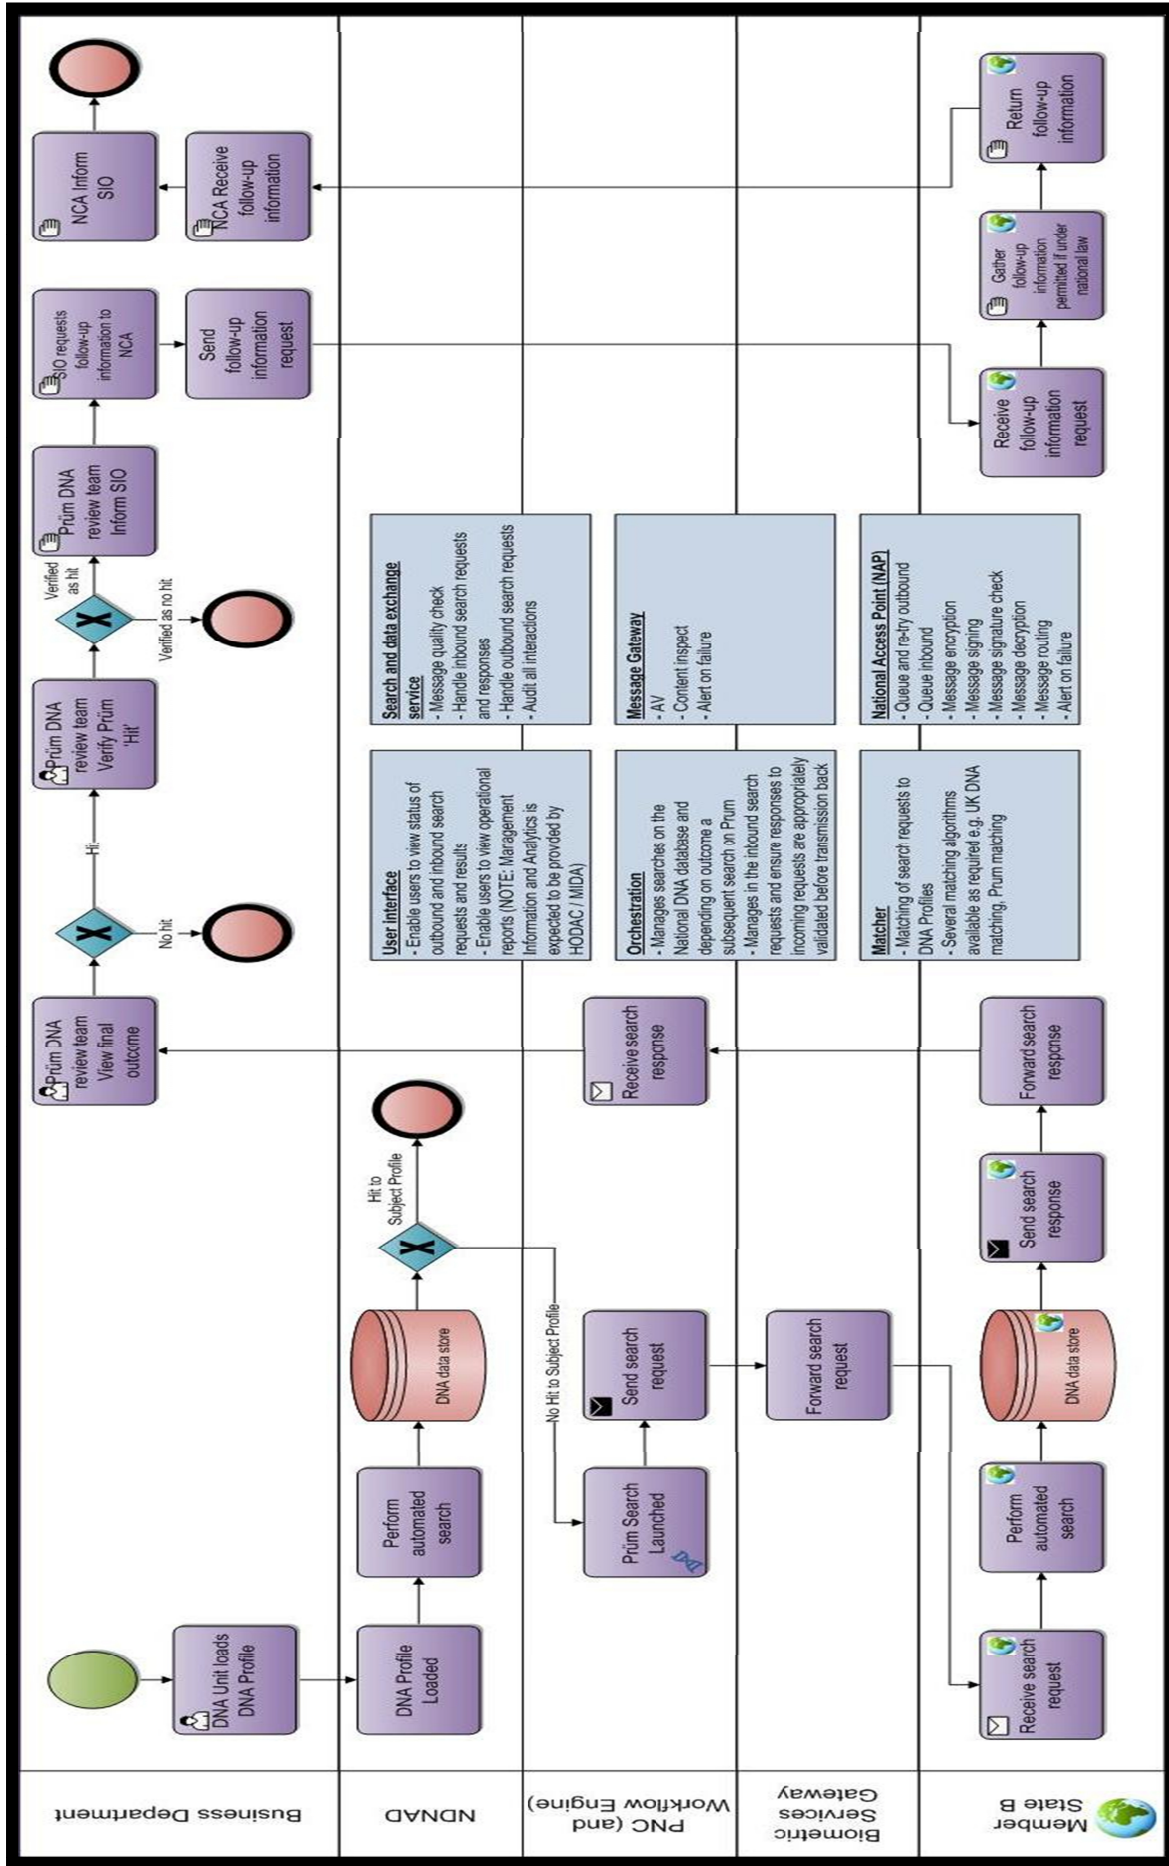 Business Department
DNA Unit loads
DNA Profile
Prüm DNA
review team
View final
outcome
No hit
Hi
Prüm DNA
review team
Verify Prüm
'Hit'
Verified
as hit
Verified as no hit
Prüm DNA
review team
Inform SIO
SIO requests
follow-up
information to
NCA
Send
follow-up
information
request
NCA Receive
follow-up
information
NCA Inform
SIO
NDNAD
DNA Profile
Loaded
Perform
automated
search
DNA data store
Hit to
Subject Profile
No Hit to Subject Profile
PNC (and
Workflow Engine)
Prüm Search
Launched
Send search
request
Receive search
response
Biometric
Services
Gateway
Forward search
request
Member
State B
Receive search
request
Perform
automated
search
DNA data store
Send search
response
Forward search
response
Receive
follow-up
information
request
Gather
follow-up
information
permitted if under
national law
Return
follow-up
information
User interface
- Enable users to view status of
outbound and inbound search
requests and results
- Enable users to view operational
reports (NOTE: Management
Information and Analytics is
expected to be provided by
HODAC / MIDA)
Search and data exchange
service
- Message quality check
- Handle inbound search requests
and responses
- Handle outbound search requests
- Audit all interactions
Orchestration
- Manages searches on the
National DNA database and
depending on outcome a
subsequent search on Prum
- Manages in the inbound search
requests and ensure responses to
incoming requests are appropriately
validated before transmission back
Message Gateway
- AV
- Content inspect
- Alert on failure
Matcher
- Matching of search requests to
DNA Profiles
- Several matching algorithms
available as required e.g. UK DNA
matching, Prum matching
National Access Point (NAP)
- Queue and re-try outbound
- Queue inbound
- Message encryption
- Message signing
- Message signature check
- Message decryption
- Message routing
- Alert on failure